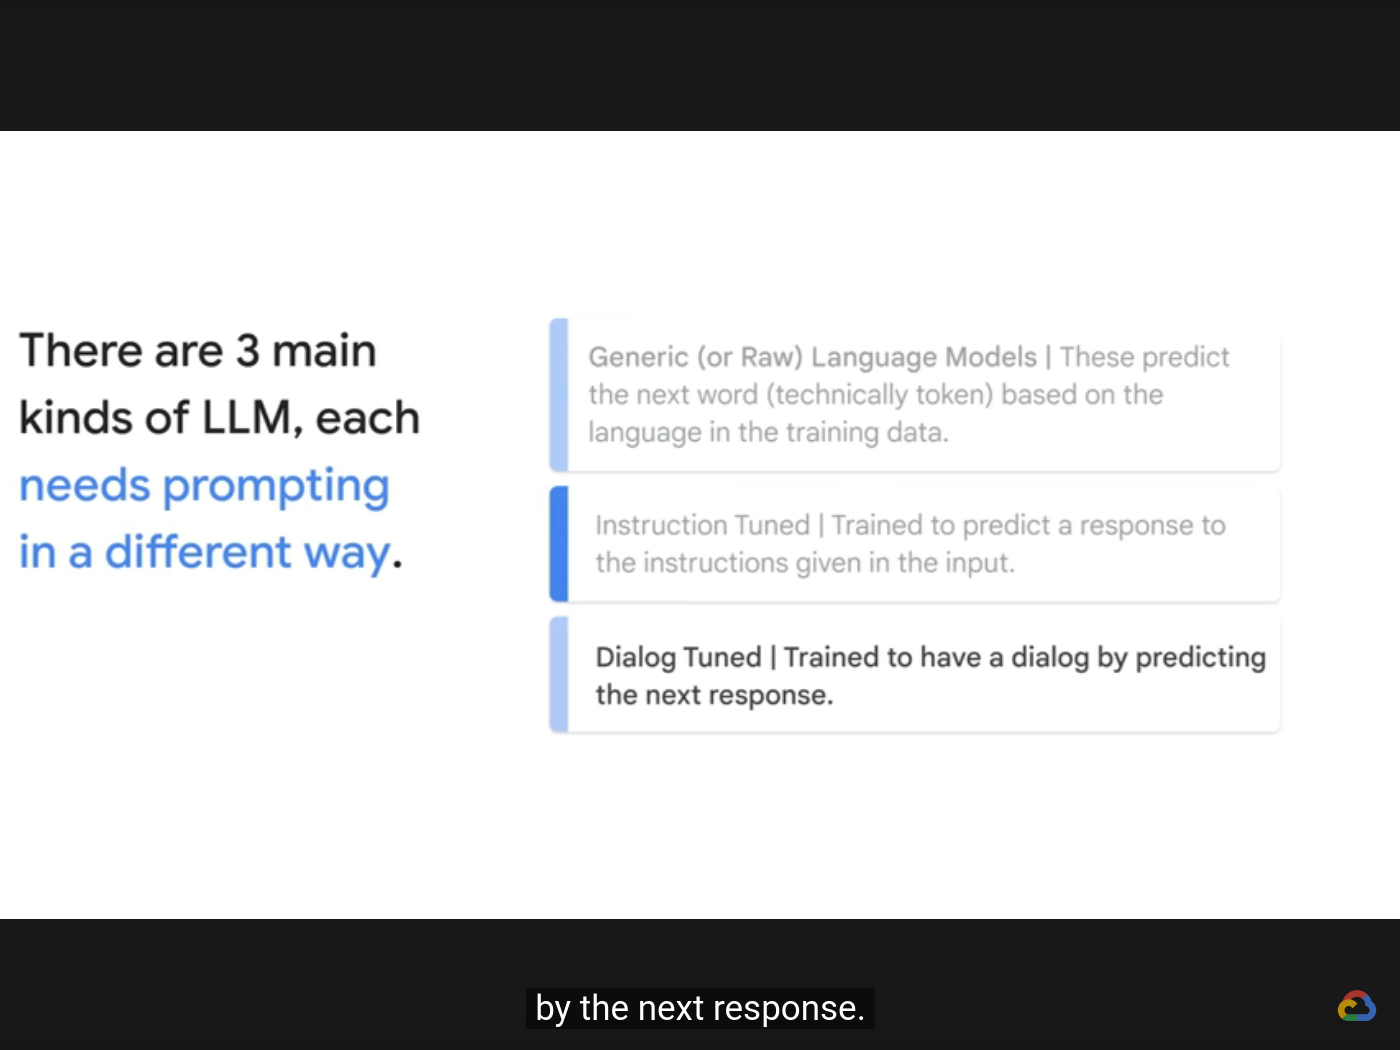 There are 3 main
kinds of LLM, each
needs prompting
in a different way.
Generic (or Raw) Language Models | These predict
the next word (technically token) based on the
language in the training data.
Instruction Tuned | Trained to predict a response to
the instructions given in the input.
Dialog Tuned | Trained to have a dialog by predicting
the next response.
by the next response.